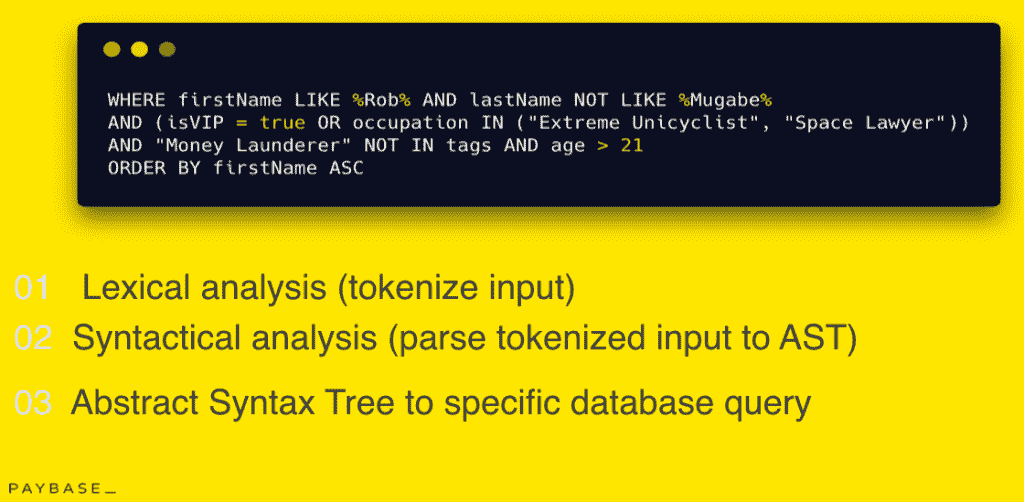 WHERE firstName LIKE %Rob% AND lastName NOT LIKE %Mugabe%
AND (isVIP = true OR occupation IN ("Extreme Unicyclist", "Space Lawyer"))
AND "Money Launderer" NOT IN tags AND age > 21
ORDER BY firstName ASC
01 Lexical analysis (tokenize input)
02 Syntactical analysis (parse tokenized input to AST)
03 Abstract Syntax Tree to specific database query
PAYBASE_